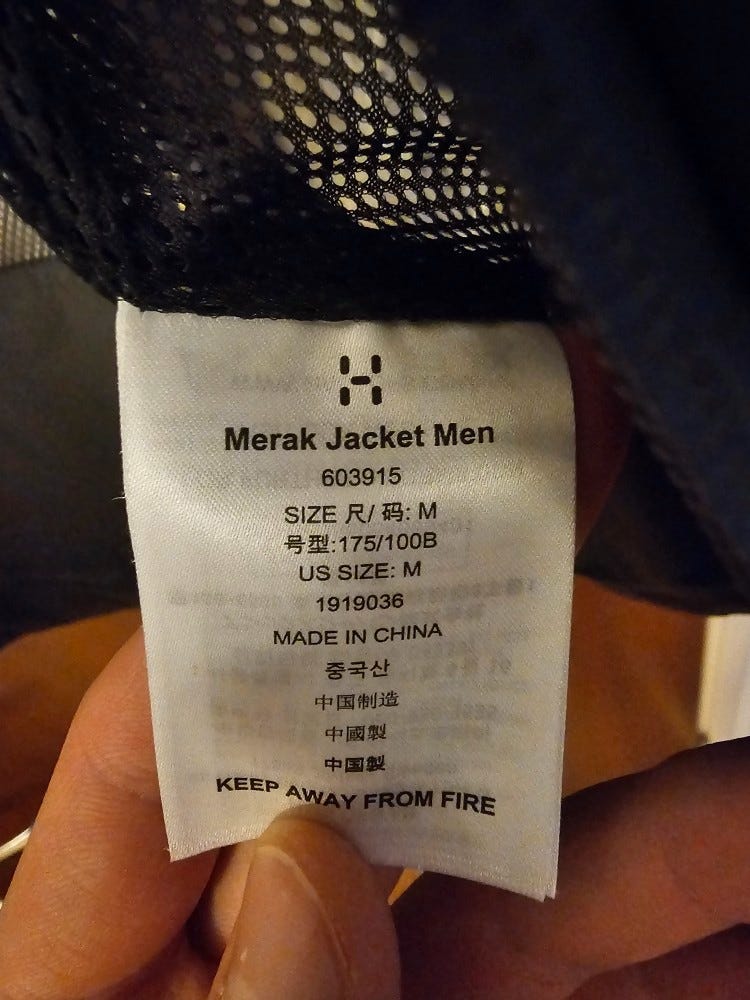 Merak Jacket Men
603915
SIZE 尺/ 码: M
号型:175/100B
US SIZE: M
1919036
MADE IN CHINA
중국산
中国制造
中國製
中国製
KEEP AWAY FROM FIRE